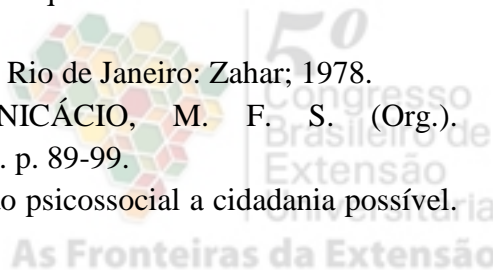 Rio de Janeiro: Zahar; 1978.
NICÁCIO, M. F. S. (Org.).
. p. 89-99.
o psicossocial a cidadania possível.
5º
Congresso
Brasileiro de
Extensão
Universitária
As Fronteiras da Extensão